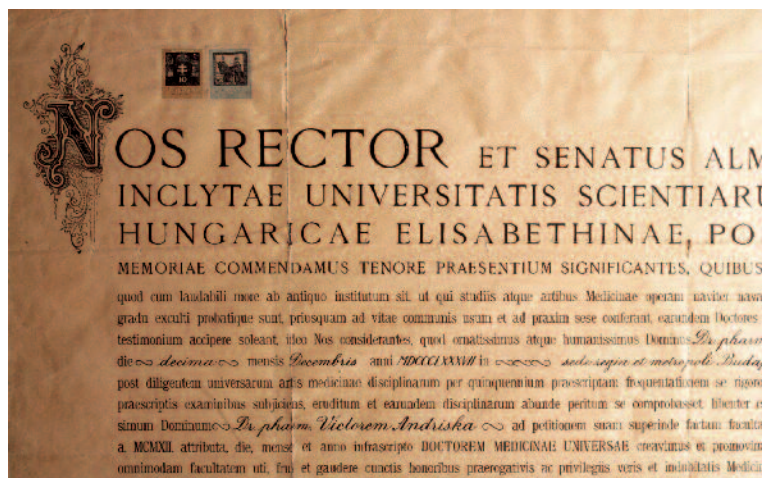 NOS RECTOR ET SENATUS ALM
INCLYTAE UNIVERSITATIS SCIENTIARU
HUNGARICAE ELISABETHINAE, PO
MEMORIAE COMMENDAMUS TENORE PRAESENTIUM SIGNIFICANTES, QUIBUS
quod cum laudabili more ab antiquo institutum sit, ut qui studiis atque artibus Medicinae operam naviter nava
gradu exculti probatique sunt, priusquam ad vitae communis usum et ad praxim sese conferant, earundem Doctores
testimonium accipere soleant, ideo Nos considerantes, quod ornatissimus atque humanissimus Dominus Dr pharm
die decima mensis Decembris anni MDCCCLXXXVII in sede regia et metropoli Budap
post diligentem universarum artis medicinae disciplinarum per quinquennium praescriptam frequentationem se rigoro
praescriptis examinibus subjiciens, eruditum et earundem disciplinarum abunde peritum se comprobasset, libenter e
simum Dominum Dr pharm. Victorem Andriska ad petitionem suam superinde factam faculta
a. MCMXII. attributa, die, mense et anno infrascripto DOCTOREM MEDICINAE UNIVERSAE creavimus et promovim
omnimodam facultatem uti, frui et gaudere cunctis honoribus praerogativis ac privilegiis veris et indubitatis Medicin